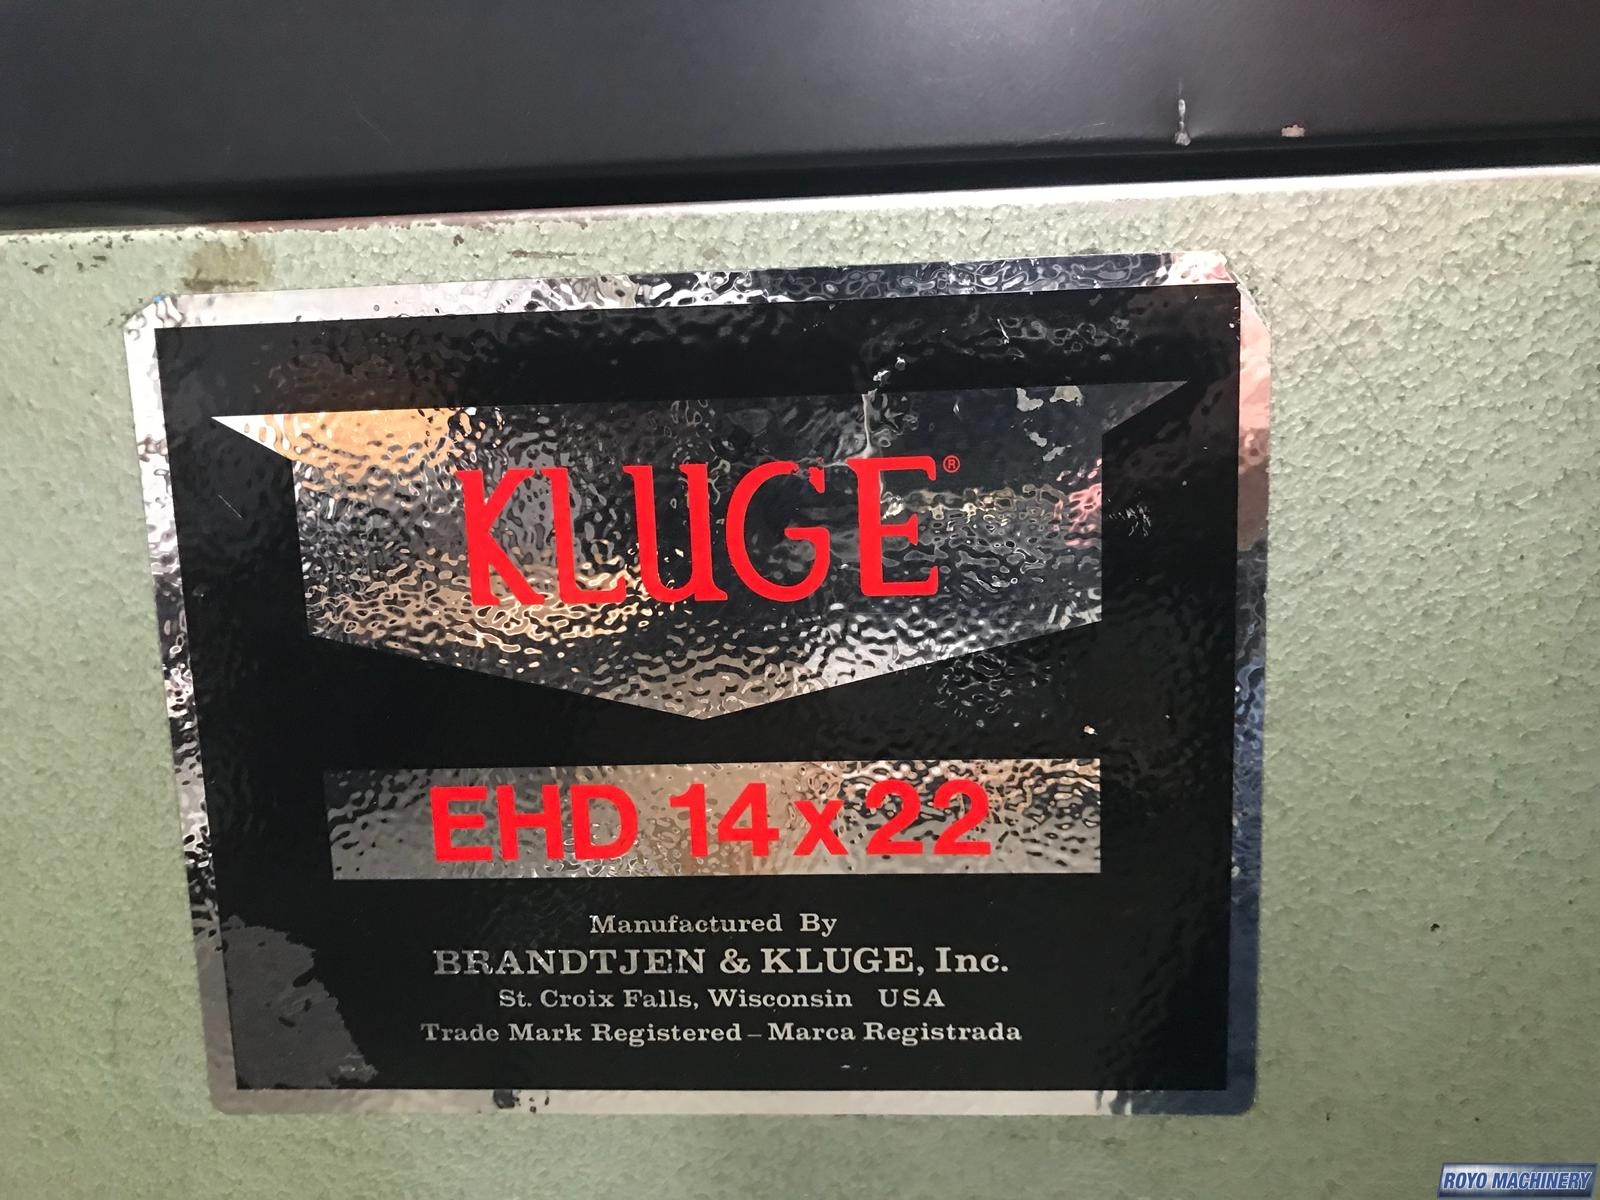 KLUGE®
EHD 14 x 22
Manufactured By
BRANDTJEN & KLUGE, Inc.
St. Croix Falls, Wisconsin USA
Trade Mark Registered – Marca Registrada
ROYO MACHINERY